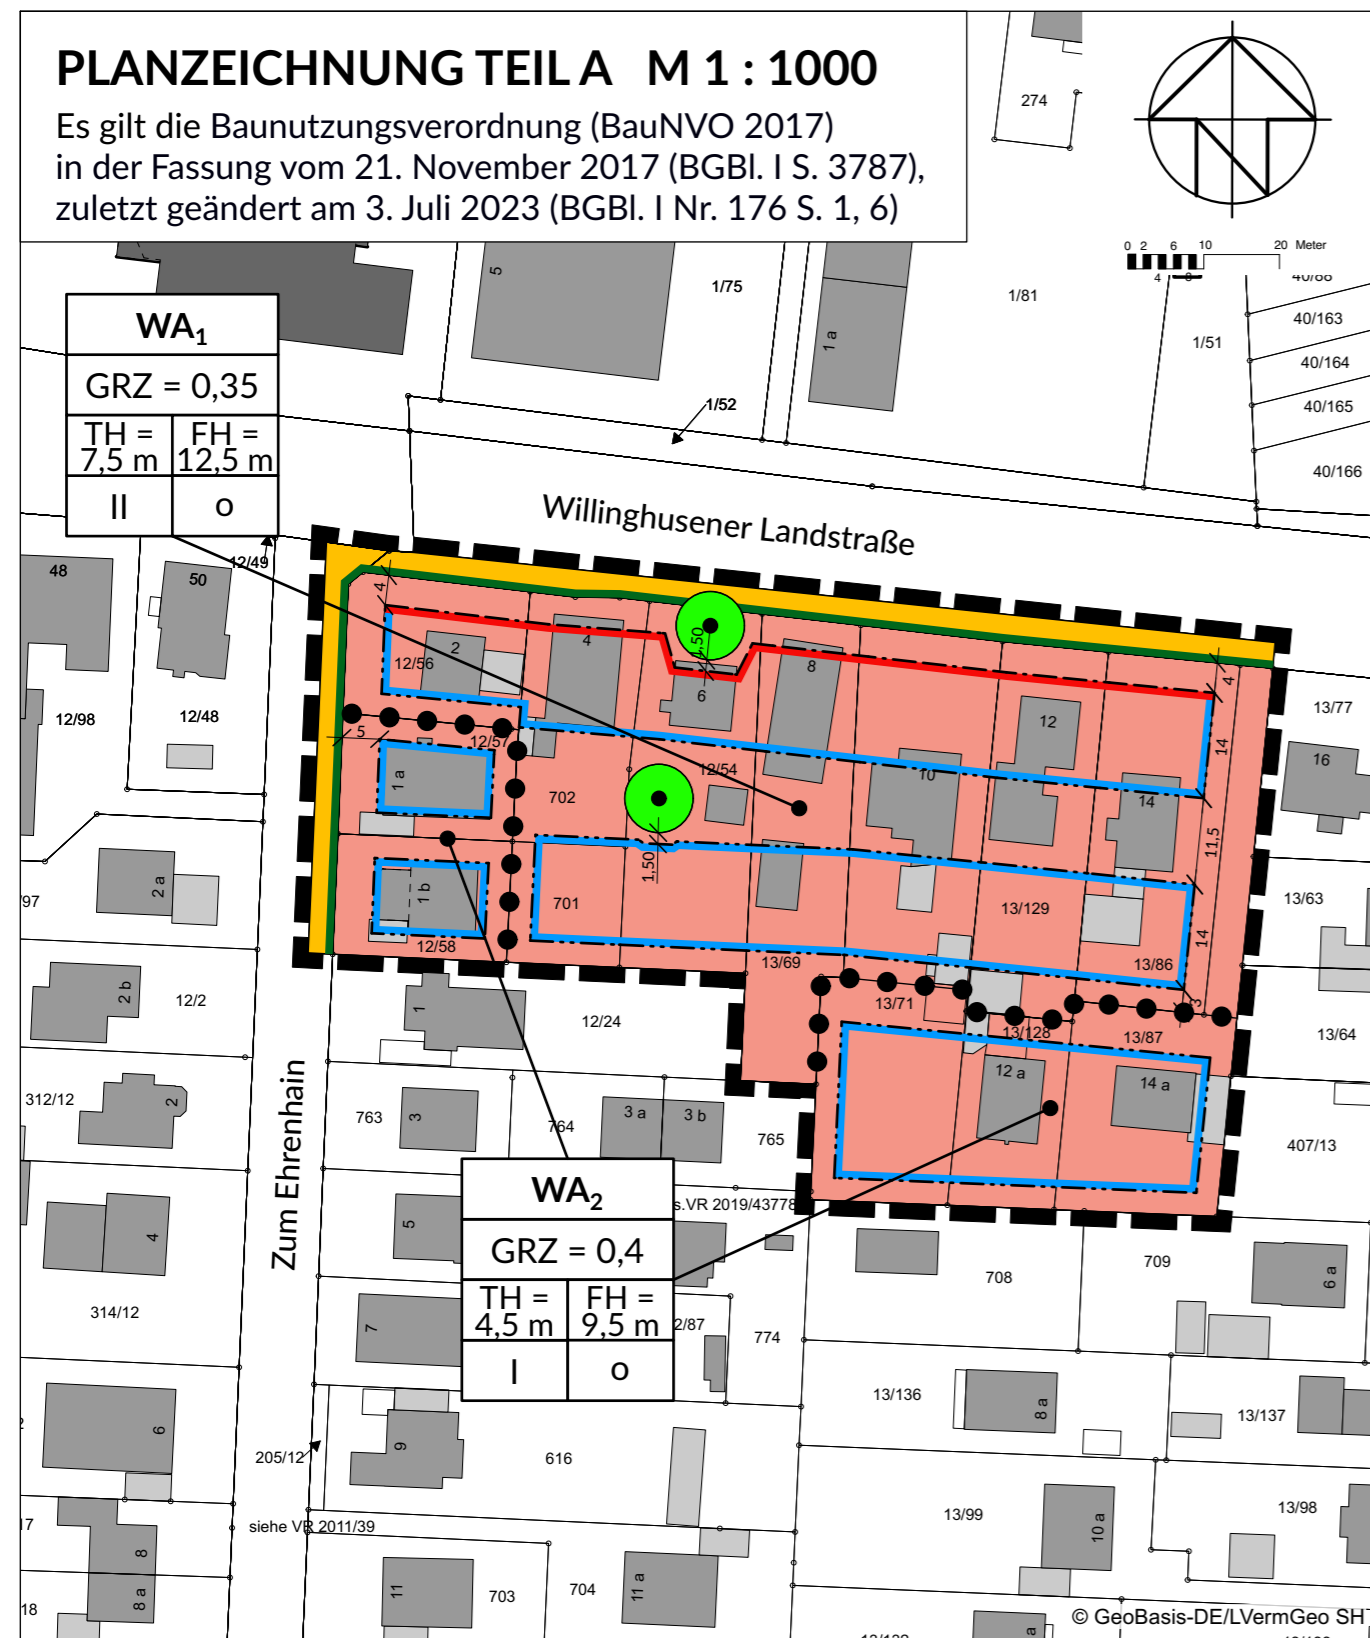 PLANZEICHNUNG TEIL A M 1 : 1000
Es gilt die Baunutzungsverordnung (BauNVO 2017)
in der Fassung vom 21. November 2017 (BGBl. I S. 3787),
zuletzt geändert am 3. Juli 2023 (BGBl. I Nr. 176 S. 1, 6)
274
N
0 2 6 10 20 Meter
4 8
5
1/75
1 a
1/81
1/51
40/163
40/164
40/165
40/166
1/52
WA1
GRZ = 0,35
TH =
7,5 m
FH =
12,5 m
II
o
Willinghusener Landstraße
12/49
48
50
12/98
12/48
4
2
12/56
4
1,50
6
8
12
10
14
4
14
11,5
14
3
13/77
16
5
12/57
1 a
702
12/54
1,50
1 b
701
12/58
13/69
13/129
13/86
13/71
13/128
13/87
12 a
14 a
13/63
13/64
407/13
2 a
2 b
12/2
312/12
2
4
314/12
6
8
8 a
Zum Ehrenhain
1
12/24
763
3
764
3 a
3 b
765
5
s.VR 2019/43778
WA2
GRZ = 0,4
TH =
4,5 m
FH =
9,5 m
I
o
7
774
708
709
6 a
13/136
8 a
13/137
205/12
9
616
siehe VR 2011/39
13/99
10 a
13/98
11
703
704
11 a
© GeoBasis-DE/LVermGeo SH